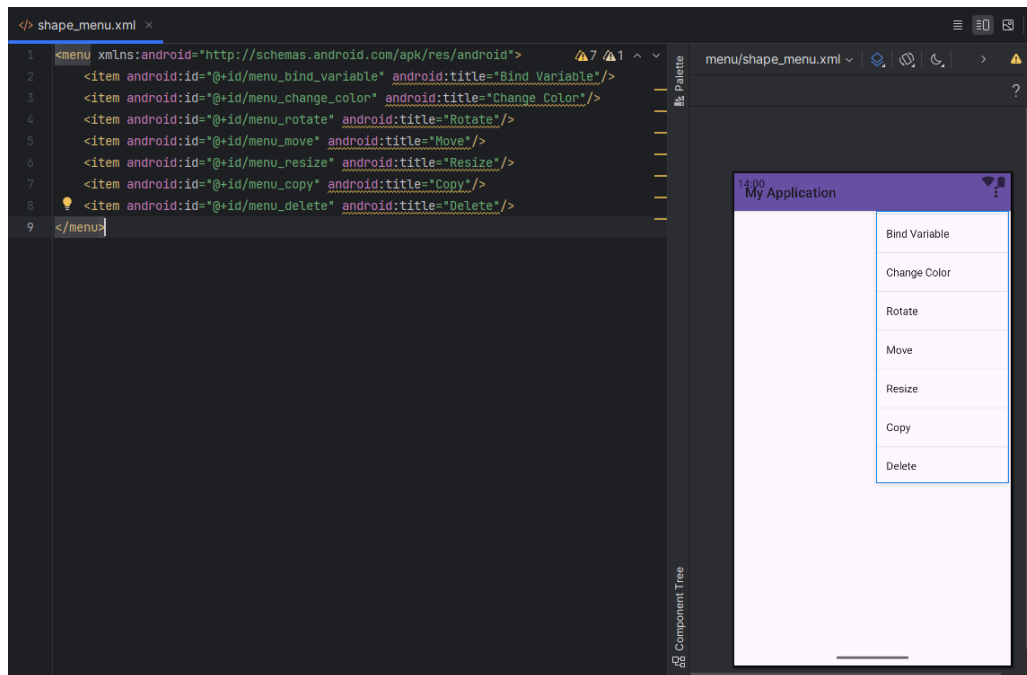 </> shape_menu.xml ×
1 <menu xmlns:android="http://schemas.android.com/apk/res/android"> 7 1
2 <item android:id="@+id/menu_bind_variable" android:title="Bind Variable"/>
3 <item android:id="@+id/menu_change_color" android:title="Change Color"/>
4 <item android:id="@+id/menu_rotate" android:title="Rotate"/>
5 <item android:id="@+id/menu_move" android:title="Move"/>
6 <item android:id="@+id/menu_resize" android:title="Resize"/>
7 <item android:id="@+id/menu_copy" android:title="Copy"/>
8 <item android:id="@+id/menu_delete" android:title="Delete"/>
9 </menu>
Palette
Component Tree
menu/shape_menu.xml
?
14:00
My Application
Bind Variable
Change Color
Rotate
Move
Resize
Copy
Delete